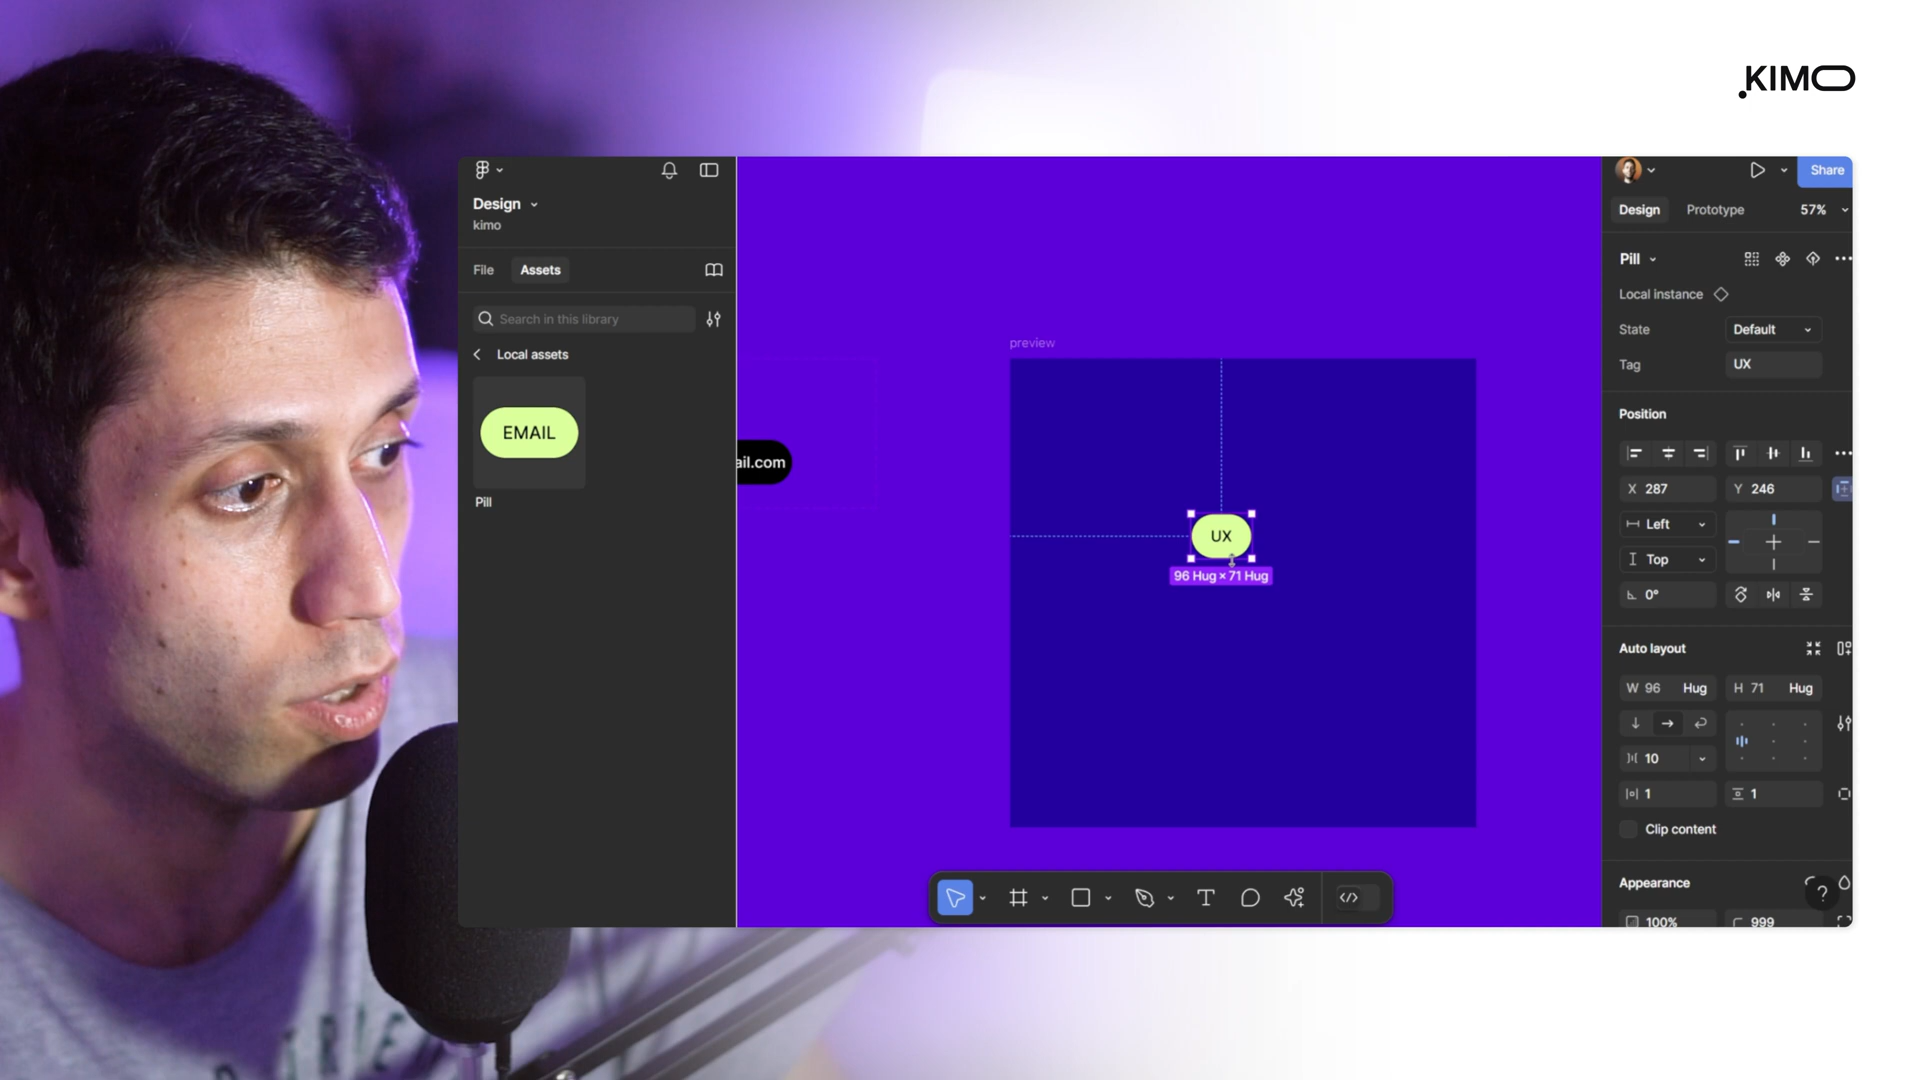 .KIMO
Share
Design
kimo
Design Prototype 57%
File Assets
Pill
Search in this library
Local instance
State Default
Local assets
Tag UX
preview
Position
EMAIL
ail.com
X 287 Y 246
Pill
Left
UX
Top
96 Hug × 71 Hug
0°
Auto layout
W 96 Hug H 71 Hug
10
1 1
Clip content
Appearance
?
100% 999